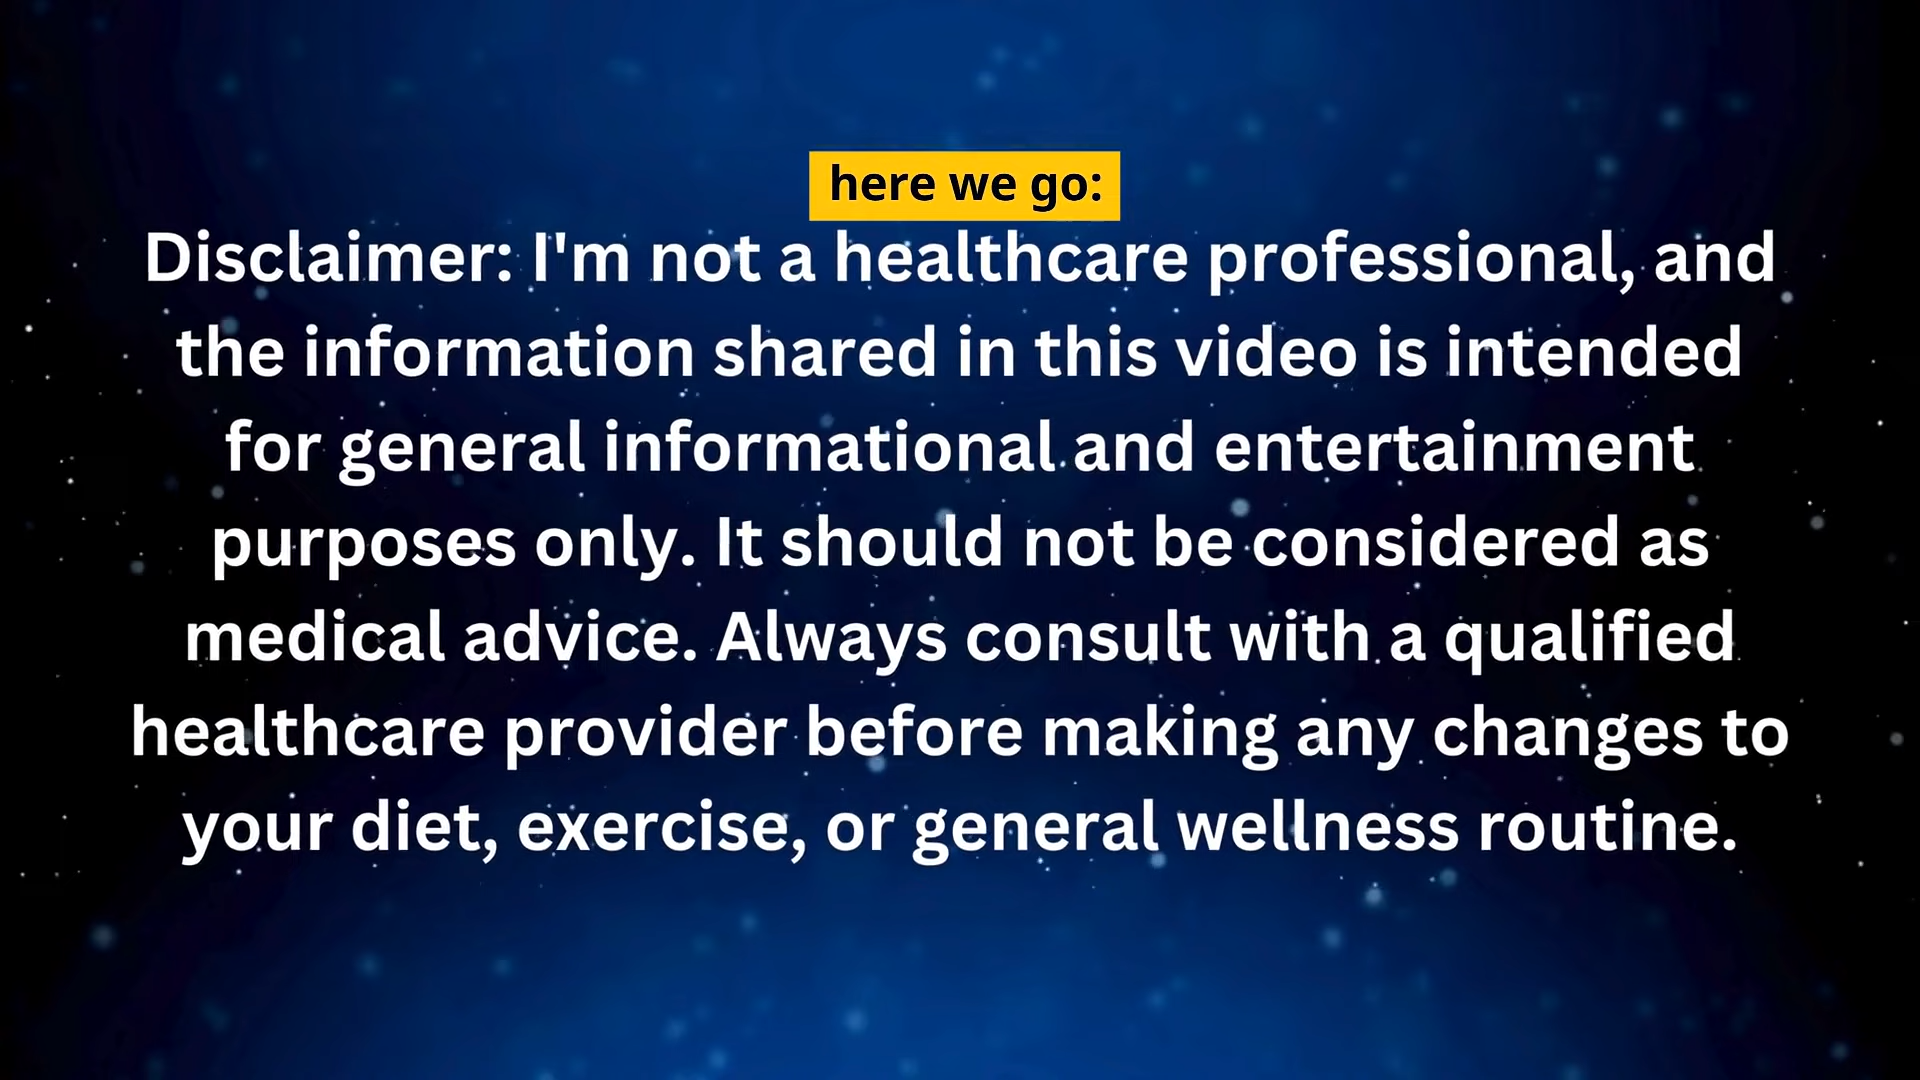 here we go:
Disclaimer: I'm not a healthcare professional, and
the information shared in this video is intended
for general informational and entertainment
purposes only. It should not be considered as
medical advice. Always consult with a qualified
healthcare provider before making any changes to
your diet, exercise, or general wellness routine.